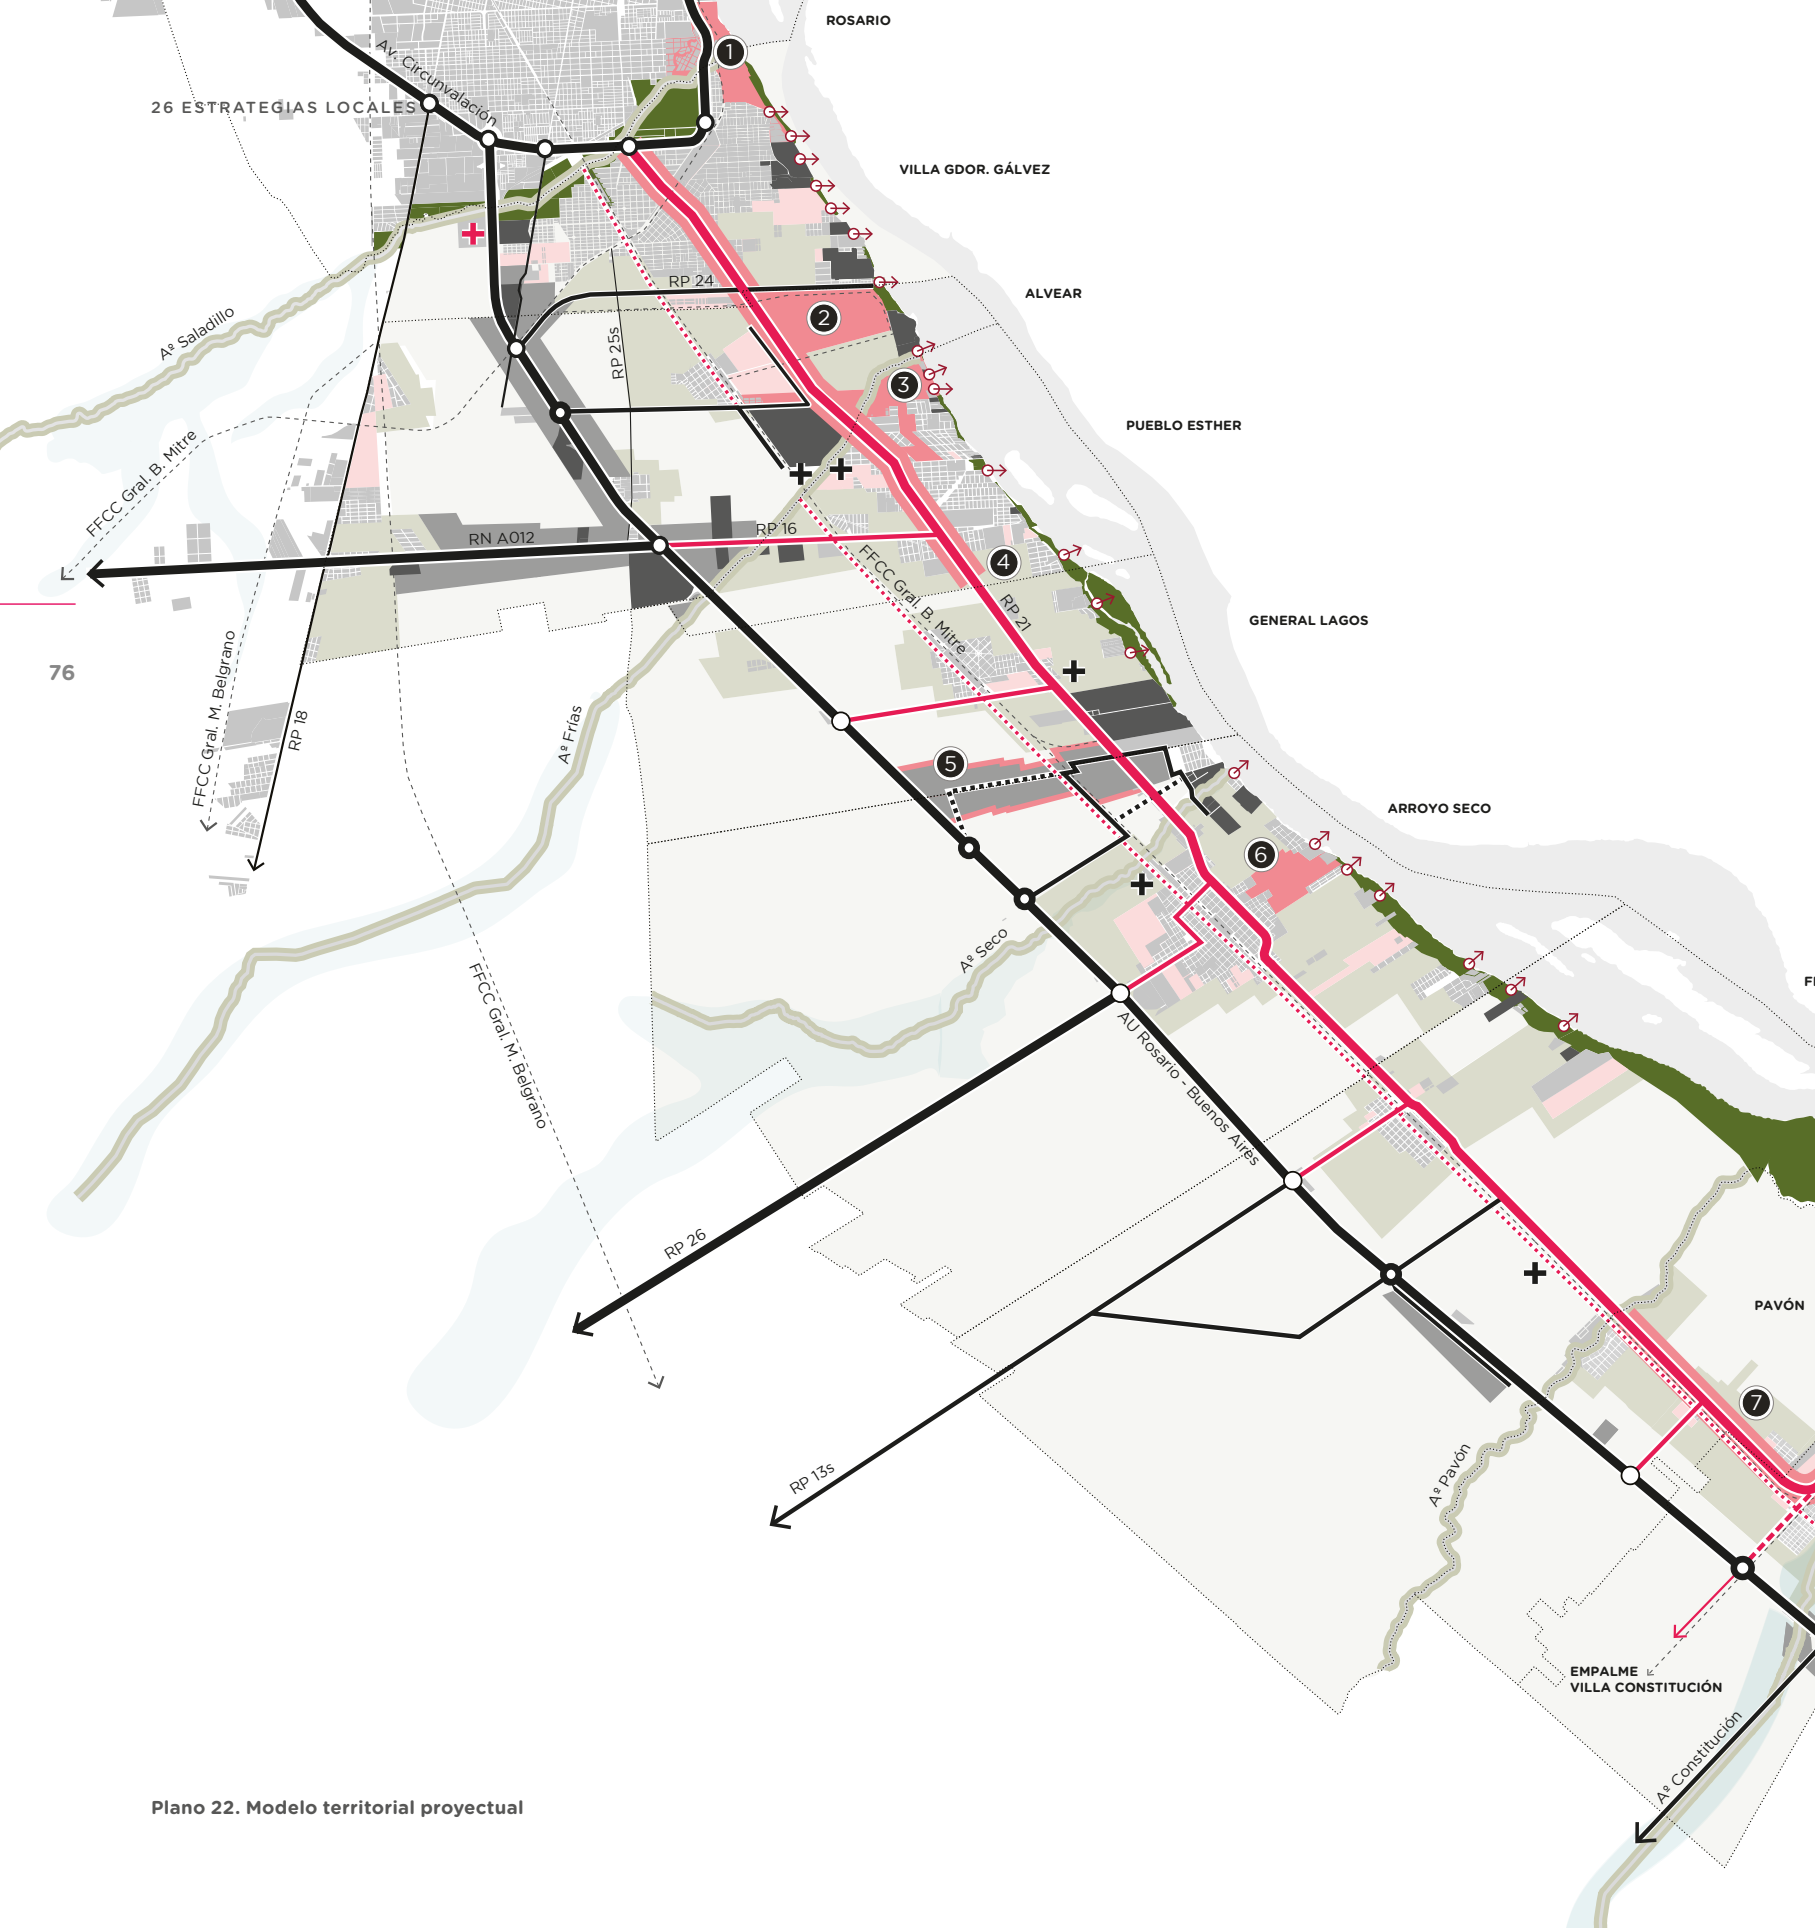 ROSARIO
1
Av. Circunvalación
26 ESTRATEGIAS LOCALES
VILLA GDOR. GÁLVEZ
RP 24
ALVEAR
2
Aº Saladillo
RP 25s
3
PUEBLO ESTHER
FFCC Gral. B. Mitre
RN A012
RP 16
4
FFCC Gral. B. Mitre
RP 21
GENERAL LAGOS
76
FFCC Gral. M. Belgrano
RP 18
Aº Frías
5
ARROYO SECO
6
Aº Seco
FFCC Gral. M. Belgrano
AU Rosario - Buenos Aires
RP 26
PAVÓN
7
RP 13s
Aº Pavón
EMPALME
VILLA CONSTITUCIÓN
Aº Constitución
Plano 22. Modelo territorial proyectual